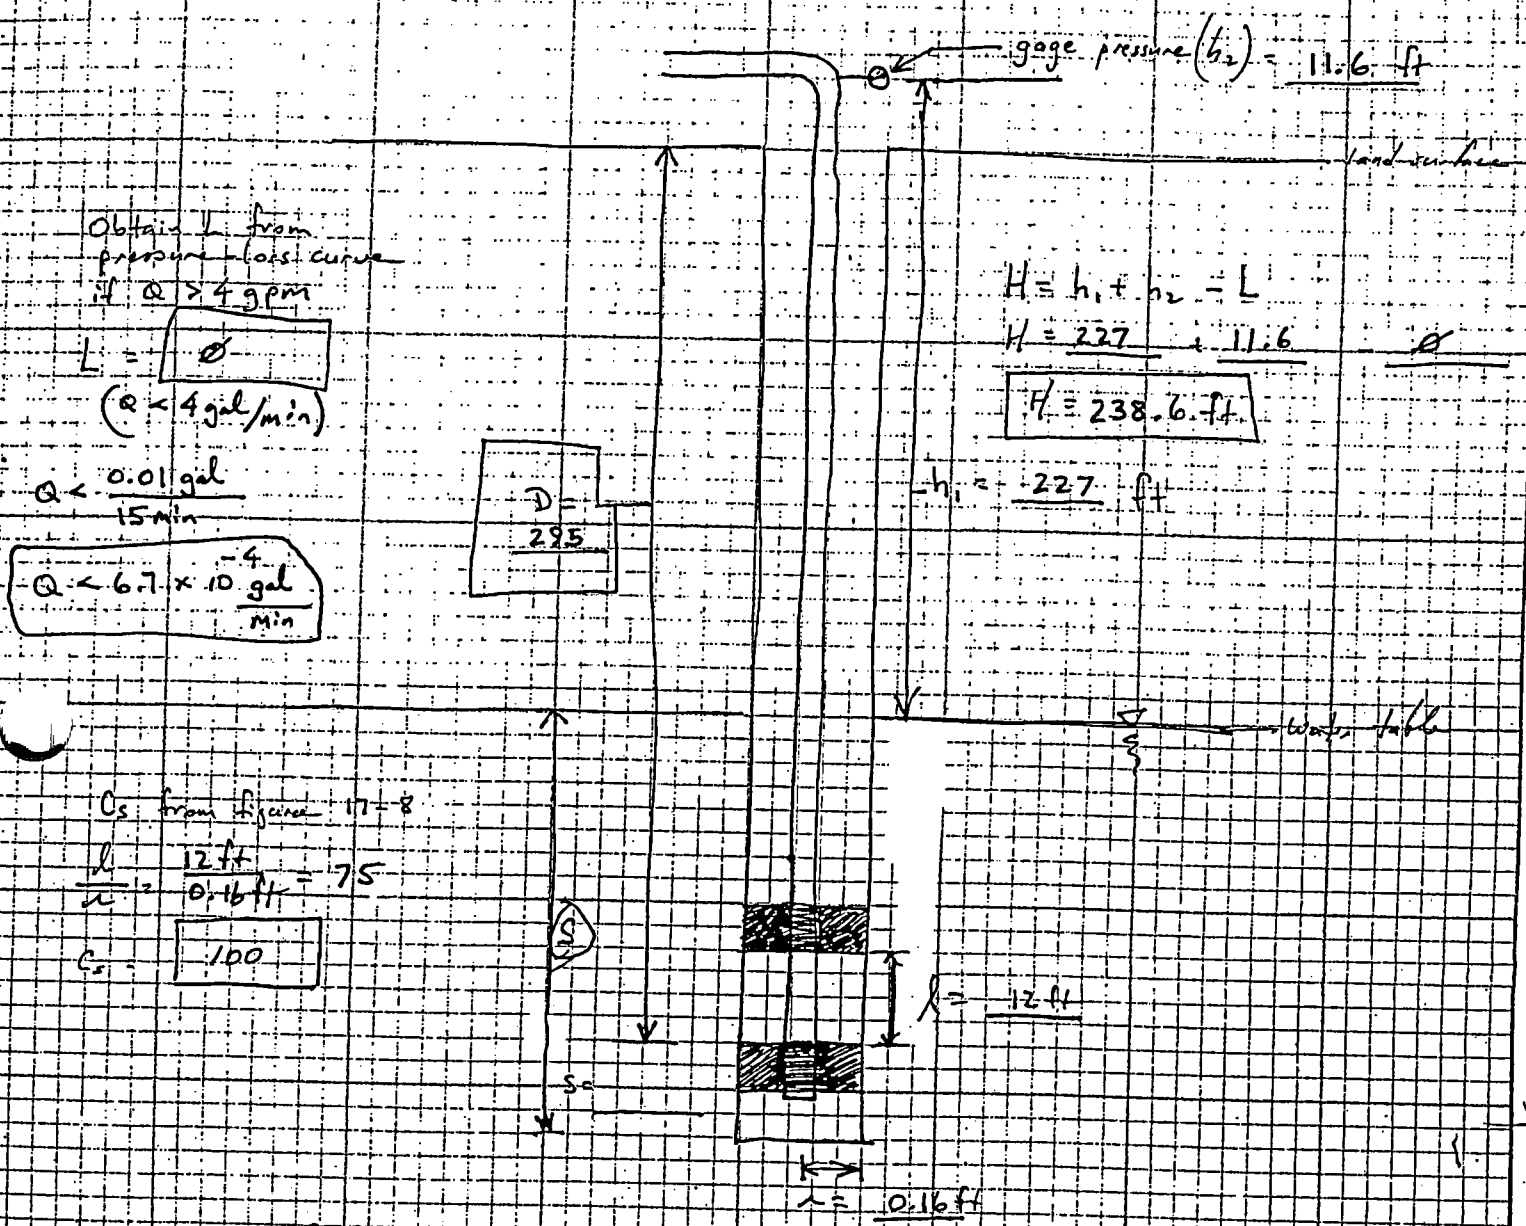 gage pressure (h₂) = 11.6 ft
land surface
Obtain L from
pressure loss curve
if Q > 4 gpm
L = ∅
(Q < 4 gal/min)
H = h₁ + h₂ - L
H = 227 + 11.6 ∅
H = 238.6 ft
h₁ = 227 ft
Q < 0.01 gal
15 min
D =
295
Q < 6.7 × 10⁻⁴ gal
min
water table
Cs from figure 17-8
l/r = 12 ft / 0.16 ft = 75
S
Cs = 100
l = 12 ft
S =
r = 0.16 ft